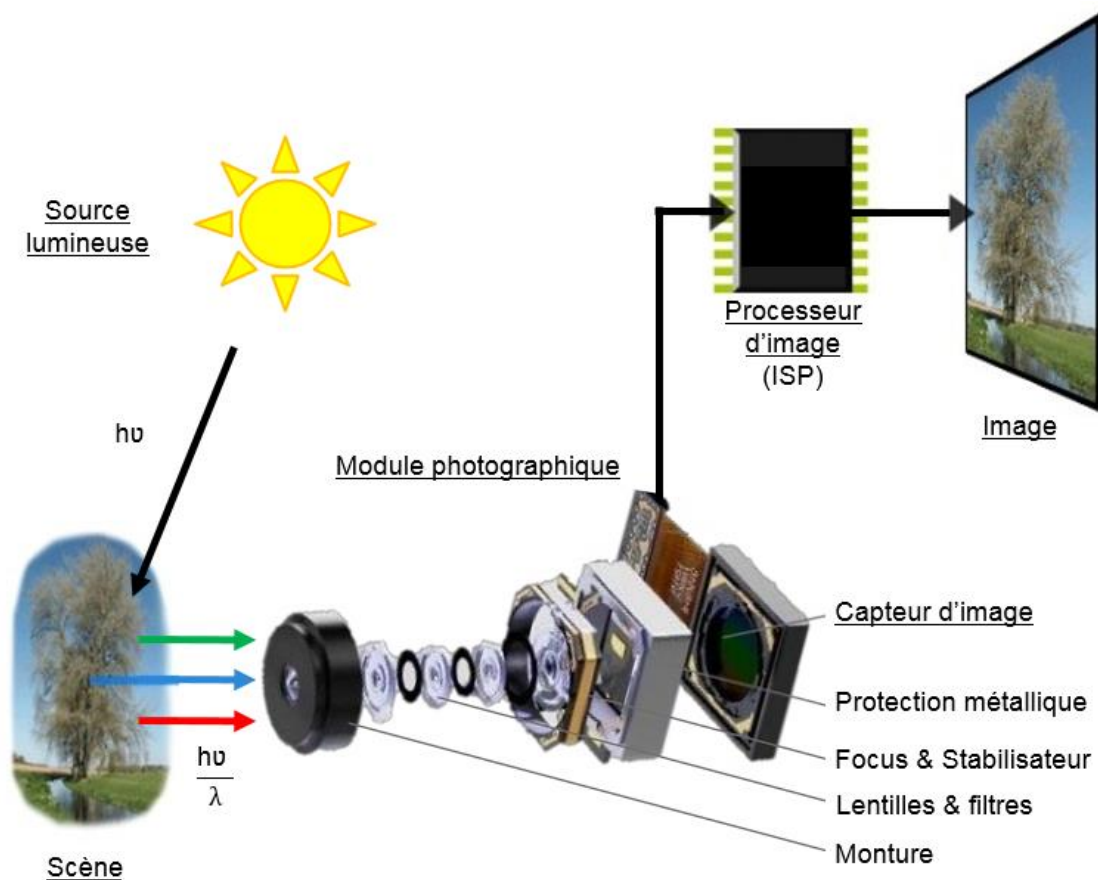 Source
lumineuse
hυ
Processeur
d'image
(ISP)
Image
Module photographique
Capteur d'image
Protection métallique
Focus & Stabilisateur
Lentilles & filtres
Monture
hυ
λ
Scène